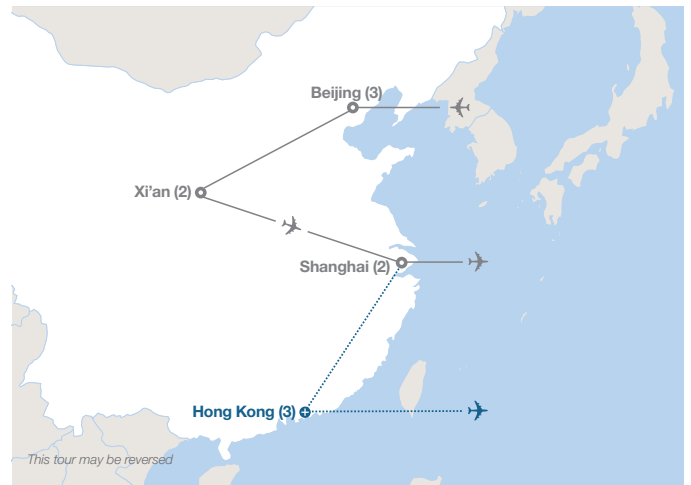 Beijing (3)
Xi’an (2)
Shanghai (2)
Hong Kong (3)
This tour may be reversed